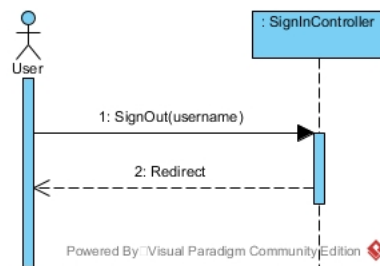 : SignInController
User
1: SignOut(username)
2: Redirect
Powered By Visual Paradigm Community Edition